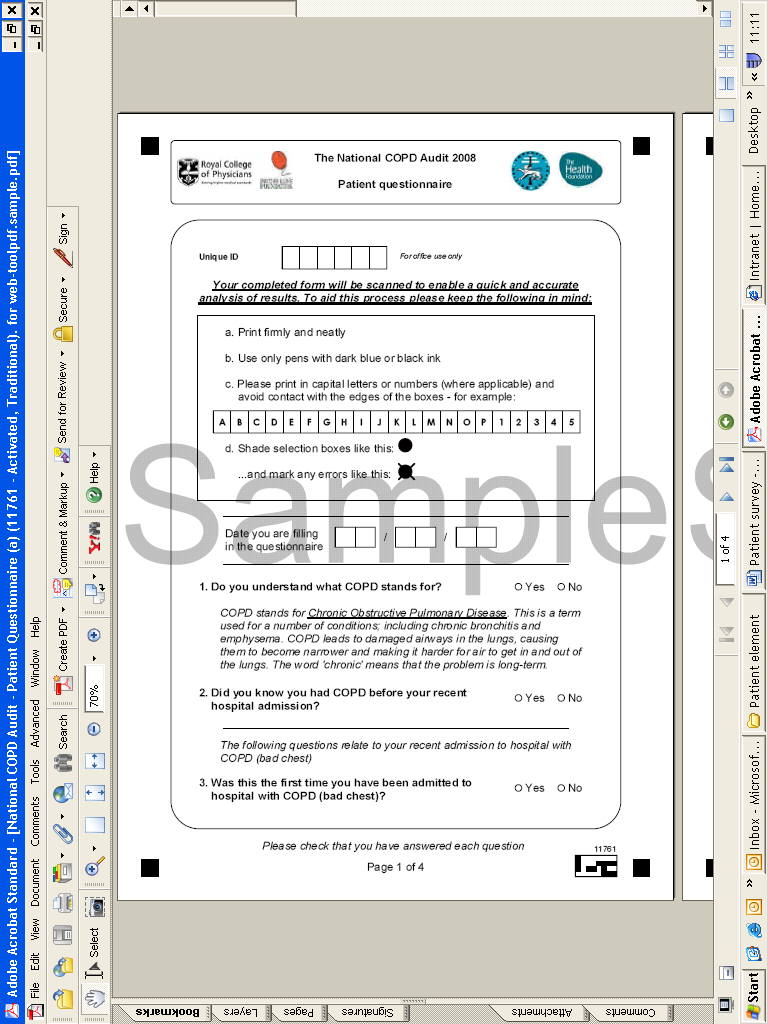 Adobe Acrobat Standard - [National COPD Audit - Patient Questionnaire (a) (11761 - Activated, Traditional). for web-toolpdf.sample.pdf]
File Edit View Document Comments Tools Advanced Window Help
Create PDF Comment & Markup Send for Review Secure Sign
Search
Select 70% Y! Help
Bookmarks
Layers
Pages
Signatures
Attachments
Comments
Royal College
of Physicians
The National COPD Audit 2008
Patient questionnaire
The
Health
Foundation
Unique ID
For office use only
Your completed form will be scanned to enable a quick and accurate
analysis of results. To aid this process please keep the following in mind:
a. Print firmly and neatly
b. Use only pens with dark blue or black ink
c. Please print in capital letters or numbers (where applicable) and
avoid contact with the edges of the boxes - for example:
A B C D E F G H I J K L M N O P 1 2 3 4 5
d. Shade selection boxes like this:
...and mark any errors like this:
SampleS
Date you are filling
in the questionnaire / /
1. Do you understand what COPD stands for? Yes No
COPD stands for Chronic Obstructive Pulmonary Disease. This is a term
used for a number of conditions; including chronic bronchitis and
emphysema. COPD leads to damaged airways in the lungs, causing
them to become narrower and making it harder for air to get in and out of
the lungs. The word 'chronic' means that the problem is long-term.
2. Did you know you had COPD before your recent
hospital admission? Yes No
The following questions relate to your recent admission to hospital with
COPD (bad chest)
3. Was this the first time you have been admitted to
hospital with COPD (bad chest)? Yes No
Please check that you have answered each question
Page 1 of 4
11761
1 of 4
Start
Inbox - Microsof...
Patient element
Patient survey - ...
Adobe Acrobat ...
Intranet | Home...
Desktop
11:11